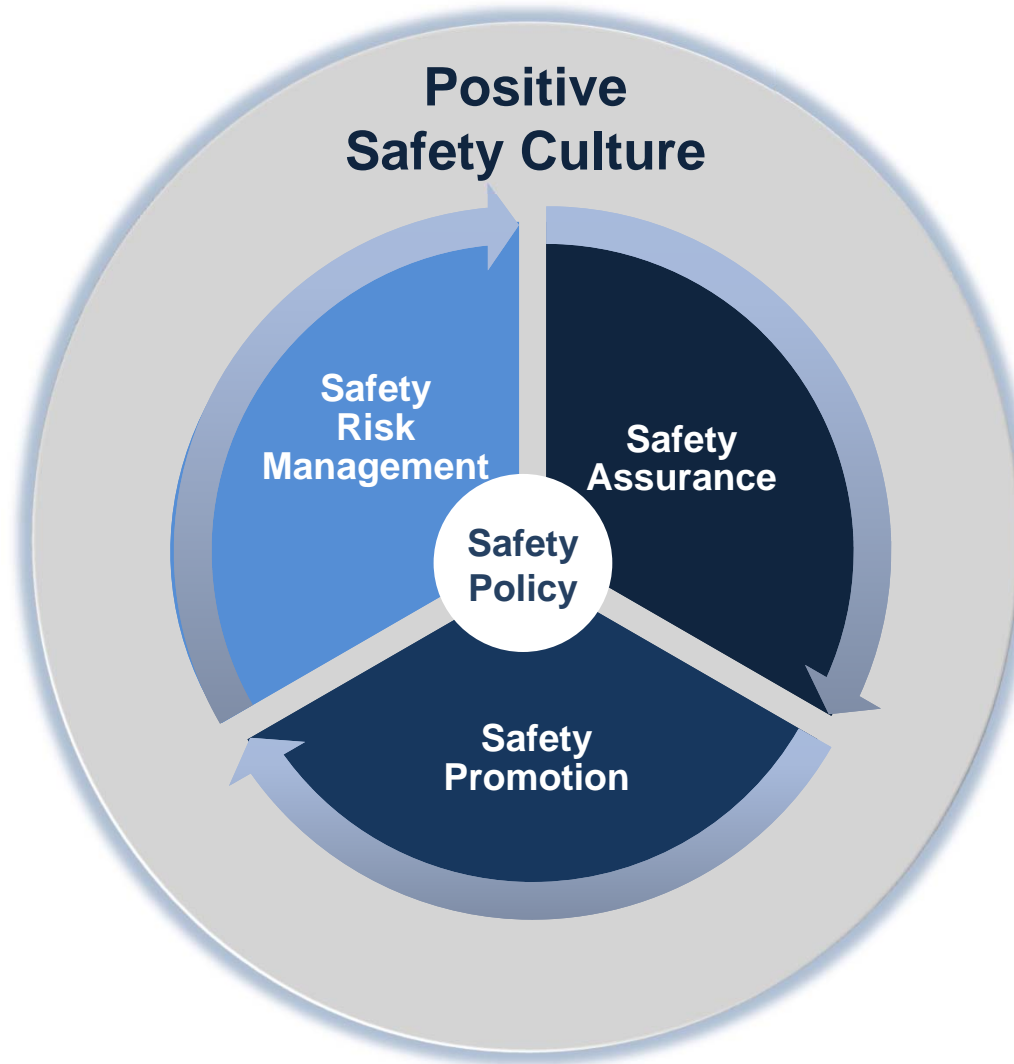 Positive
Safety Culture
Safety
Risk
Management
Safety
Assurance
Safety
Policy
Safety
Promotion